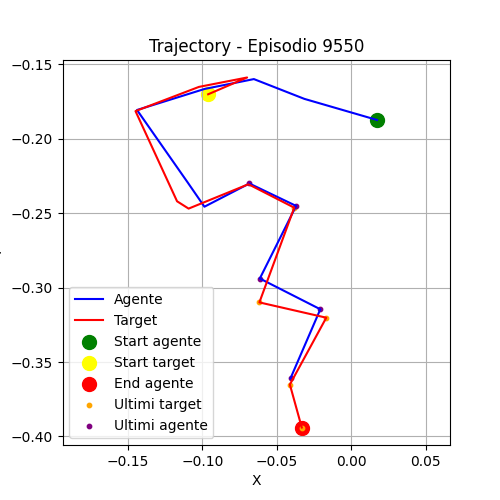 Trajectory - Episodio 9550
−0.15
−0.20
−0.25
−0.30
−0.35
−0.40
Agente
Target
Start agente
Start target
End agente
Ultimi target
Ultimi agente
−0.15
−0.10
−0.05
0.00
0.05
X